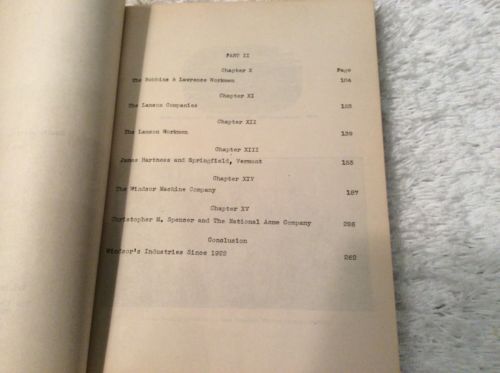 PART II
Chapter X Page
The Robbins & Lawrence Workmen 104
Chapter XI
The Lamson Companies 125
Chapter XII
The Lamson Workmen 139
Chapter XIII
James Hartness and Springfield, Vermont 153
Chapter XIV
The Windsor Machine Company 187
Chapter XV
Christopher M. Spencer and The National Acme Company 226
Conclusion
Windsor's Industries Since 1922 262